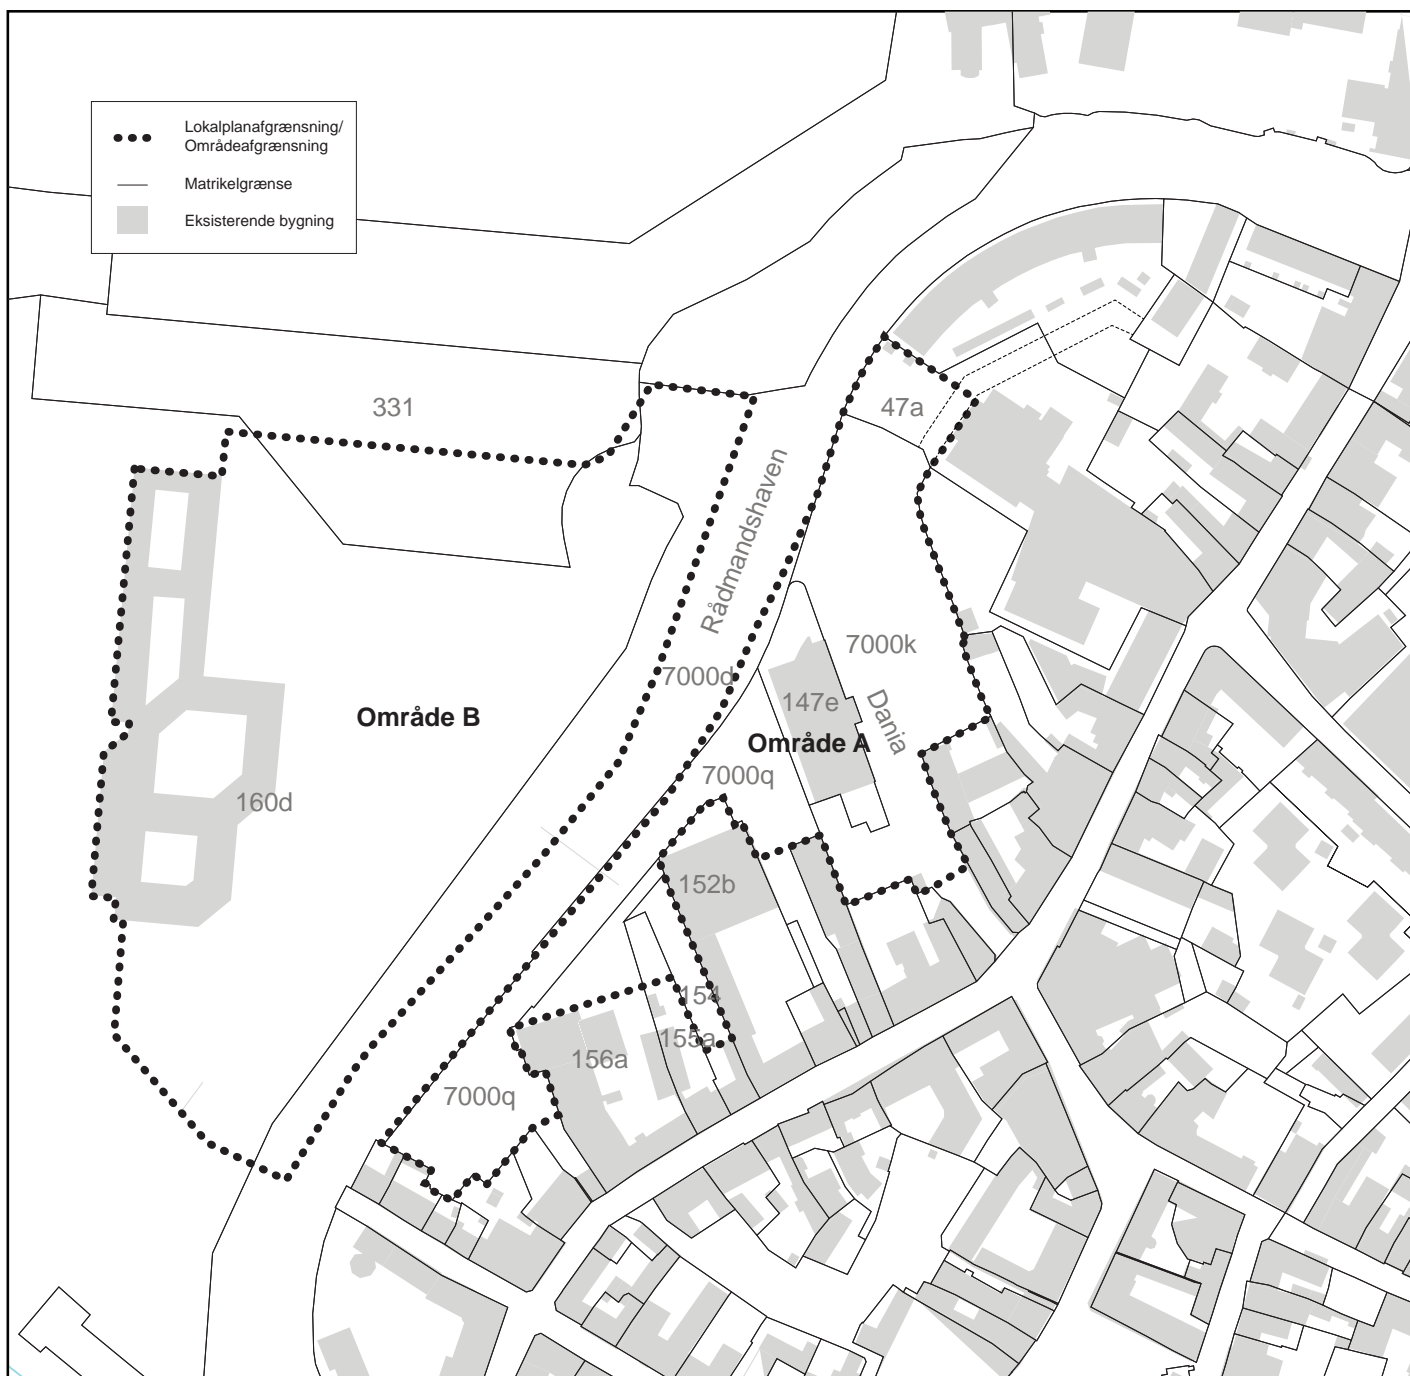 Lokalplanafgrænsning/
Områdeafgrænsning
Matrikelgrænse
Eksisterende bygning
331
47a
Rådmandshaven
7000k
7000d
147e
Dania
Område B
Område A
7000q
160d
152b
154
155a
156a
7000q